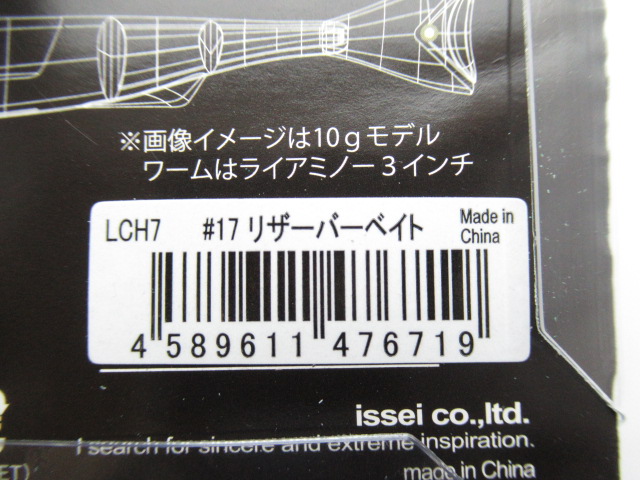 ※画像イメージは10gモデル
ワームはライアミノー3インチ
LCH7 #17 リザーバーベイト Made in China
4 589611 476719
issei co.,ltd.
I search for sincere and extreme inspiration.
made in China
ET)